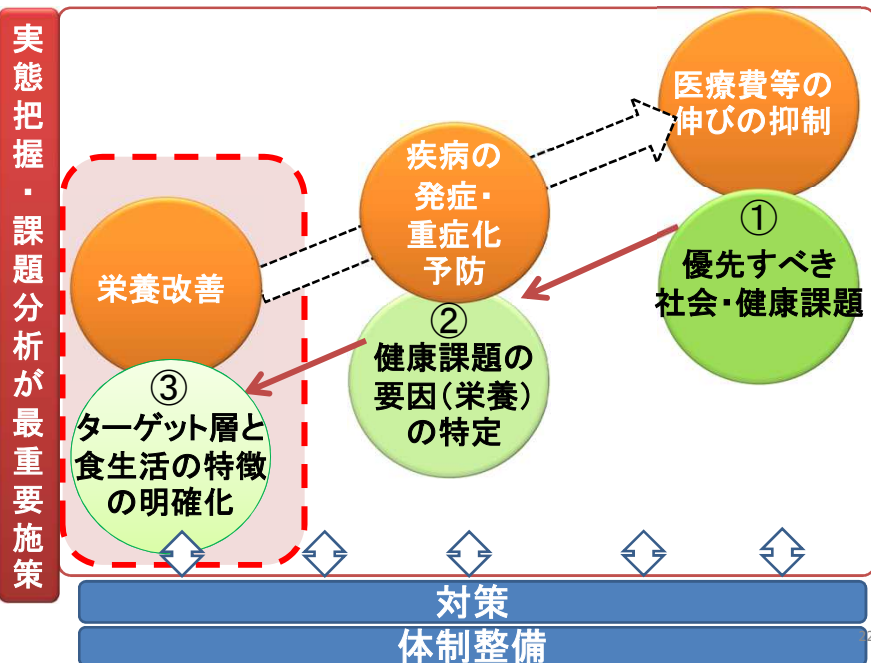 実態把握・課題分析が最重要施策
医療費等の
伸びの抑制
疾病の
発症・
重症化
予防
栄養改善
①
優先すべき
社会・健康課題
②
健康課題の
要因（栄養）
の特定
③
ターゲット層と
食生活の特徴
の明確化
対策
体制整備
22